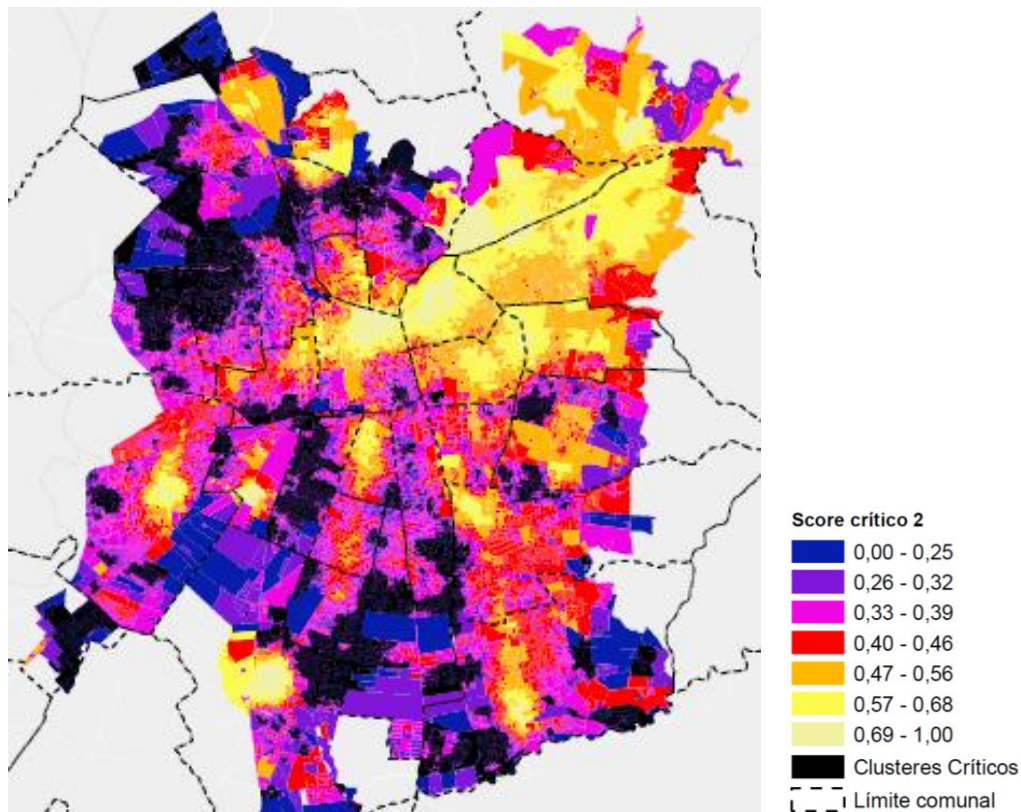 Score crítico 2
0,00 - 0,25
0,26 - 0,32
0,33 - 0,39
0,40 - 0,46
0,47 - 0,56
0,57 - 0,68
0,69 - 1,00
Clusteres Críticos
Límite comunal